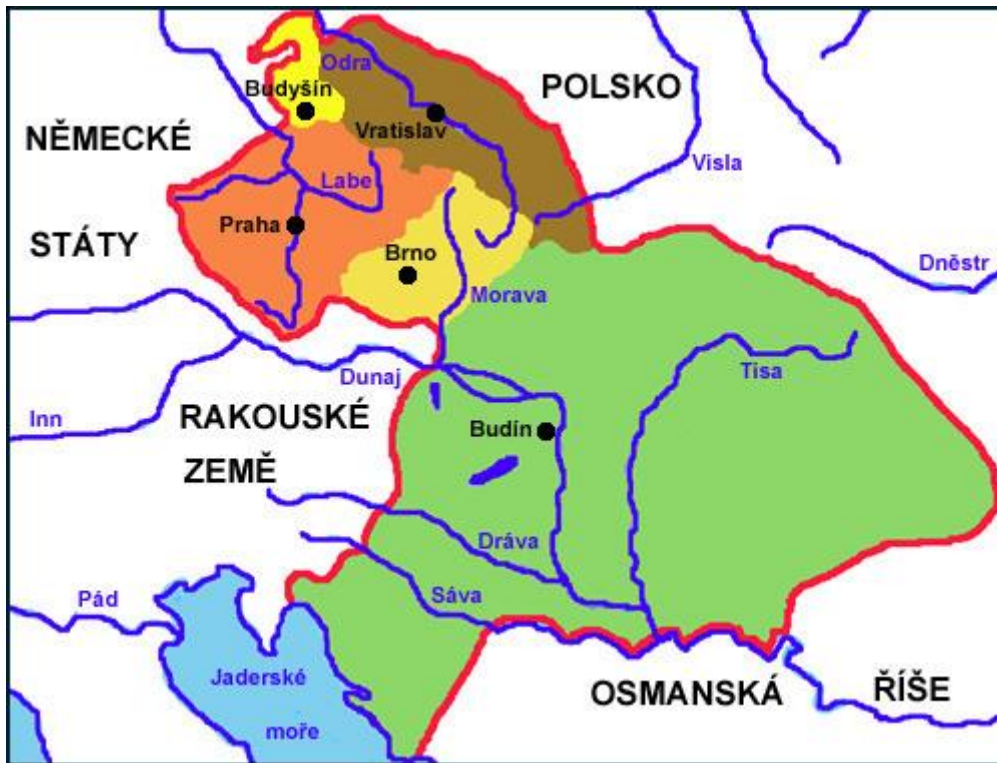 Odra
POLSKO
Budyšín
NĚMECKÉ
Vratislav
Visla
Labe
Praha
STÁTY
Brno
Dněstr
Morava
Dunaj
Tisa
Inn
RAKOUSKÉ
Budín
ZEMĚ
Dráva
Sáva
Pád
Jaderské
OSMANSKÁ
ŘÍŠE
moře